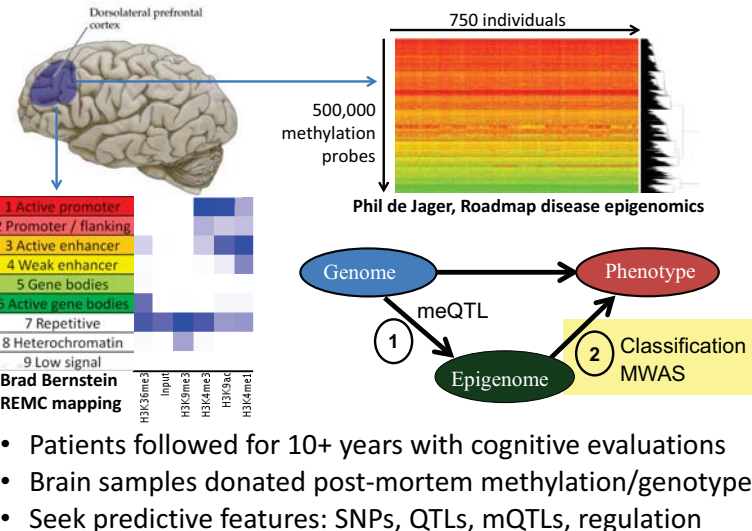 Dorsolateral prefrontal
cortex
750 individuals
500,000
methylation
probes
Phil de Jager, Roadmap disease epigenomics
1 Active promoter
2 Promoter / flanking
3 Active enhancer
4 Weak enhancer
5 Gene bodies
6 Active gene bodies
7 Repetitive
8 Heterochromatin
9 Low signal
Brad Bernstein
REMC mapping
H3K36me3
Input
H3K9me3
H3K4me3
H3K9ac
H3K4me1
Genome
Phenotype
meQTL
1
Epigenome
2
Classification
MWAS
• Patients followed for 10+ years with cognitive evaluations
• Brain samples donated post-mortem methylation/genotype
• Seek predictive features: SNPs, QTLs, mQTLs, regulation